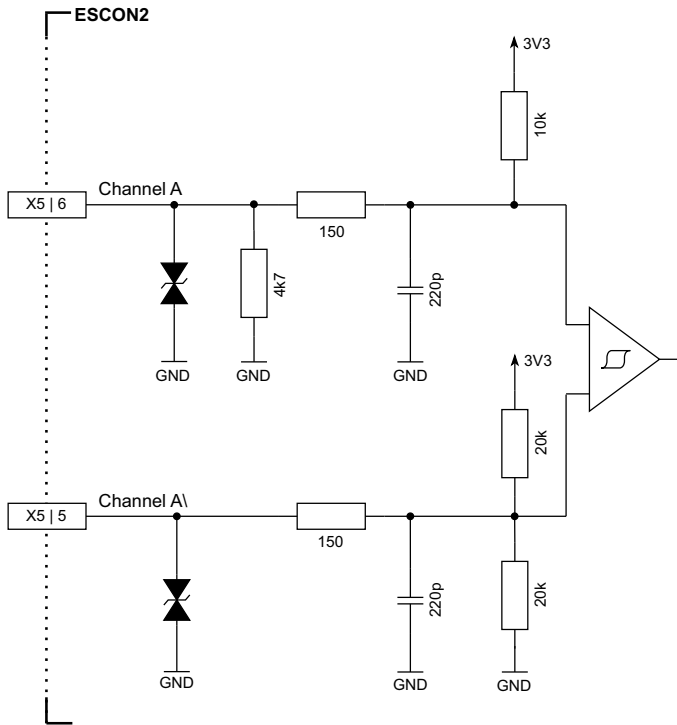 ESCON2
3V3
10k
Channel A
X5 | 6
150
4k7
220p
GND
GND
GND
3V3
20k
Channel A\
X5 | 5
150
220p
20k
GND
GND
GND